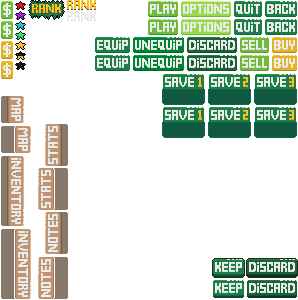 $ RANK RANK PLAY OPTIONS QUIT BACK
$ RANK PLAY OPTIONS QUIT BACK
$ EQUIP UNEQUIP DISCARD SELL BUY
$ EQUIP UNEQUIP DISCARD SELL BUY
SAVE 1 SAVE 2 SAVE 3
SAVE 1 SAVE 2 SAVE 3
MAP
MAP STATS
INVENTORY STATS
NOTES
INVENTORY NOTES
KEEP DISCARD
KEEP DISCARD